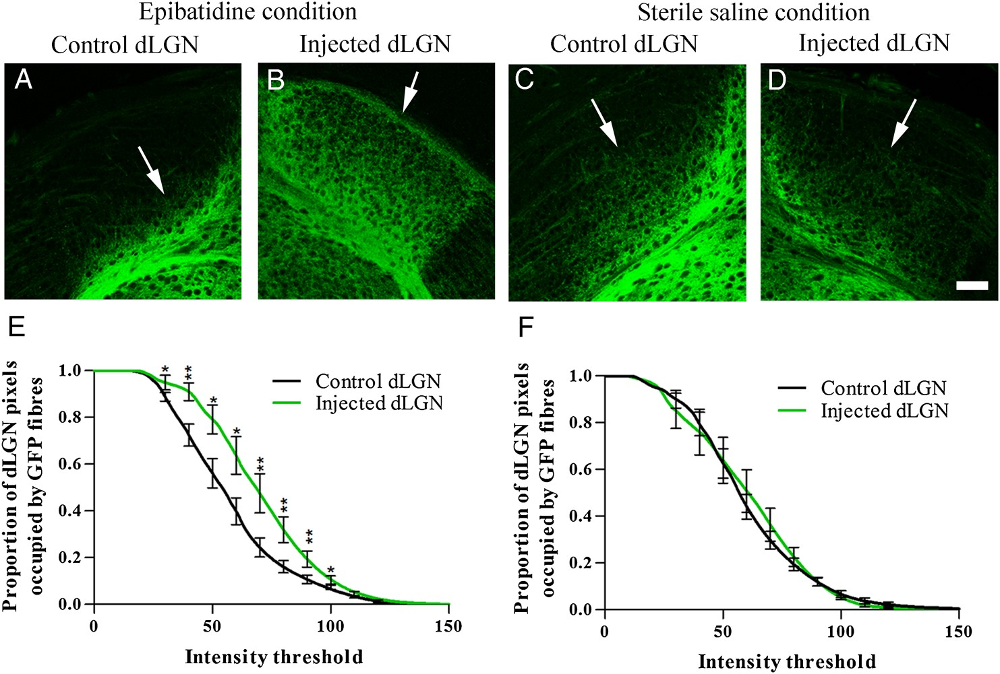 Epibatidine condition
Sterile saline condition
Control dLGN
Injected dLGN
Control dLGN
Injected dLGN
A
B
C
D
E
Proportion of dLGN pixels
occupied by GFP fibres
1.0
0.8
0.6
0.4
0.2
0.0
*
**
*
*
**
**
**
*
Control dLGN
Injected dLGN
0
50
100
150
Intensity threshold
F
Proportion of dLGN pixels
occupied by GFP fibres
1.0
0.8
0.6
0.4
0.2
0.0
Control dLGN
Injected dLGN
0
50
100
150
Intensity threshold